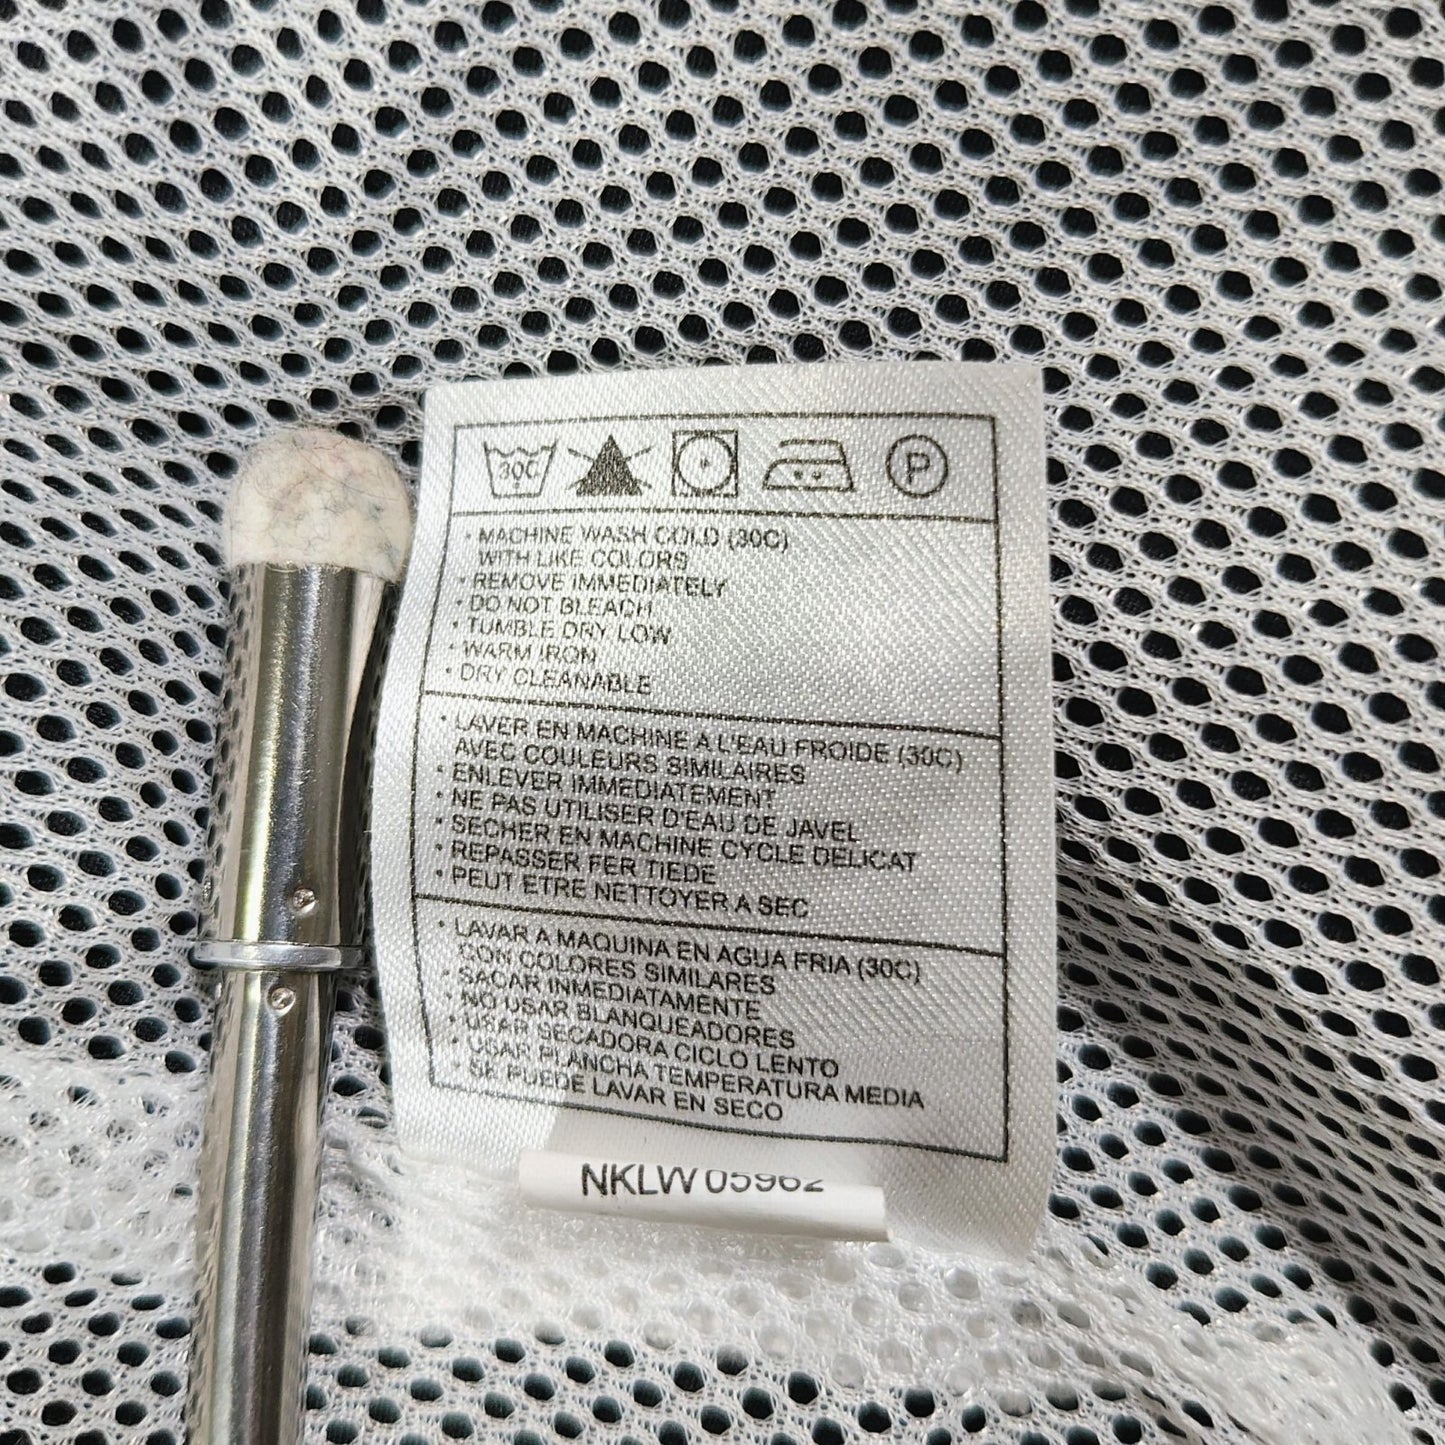 30C
P
• MACHINE WASH COLD (30C)
WITH LIKE COLORS
• REMOVE IMMEDIATELY
• DO NOT BLEACH
• TUMBLE DRY LOW
• WARM IRON
• DRY CLEANABLE
• LAVER EN MACHINE A L'EAU FROIDE (30C)
AVEC COULEURS SIMILAIRES
• ENLEVER IMMEDIATEMENT
• NE PAS UTILISER D'EAU DE JAVEL
• SECHER EN MACHINE CYCLE DELICAT
• REPASSER FER TIEDE
• PEUT ETRE NETTOYER A SEC
• LAVAR A MAQUINA EN AGUA FRIA (30C)
CON COLORES SIMILARES
• SACAR INMEDIATAMENTE
• NO USAR BLANQUEADORES
• USAR SECADORA CICLO LENTO
• USAR PLANCHA TEMPERATURA MEDIA
• SE PUEDE LAVAR EN SECO
NKLW 05962